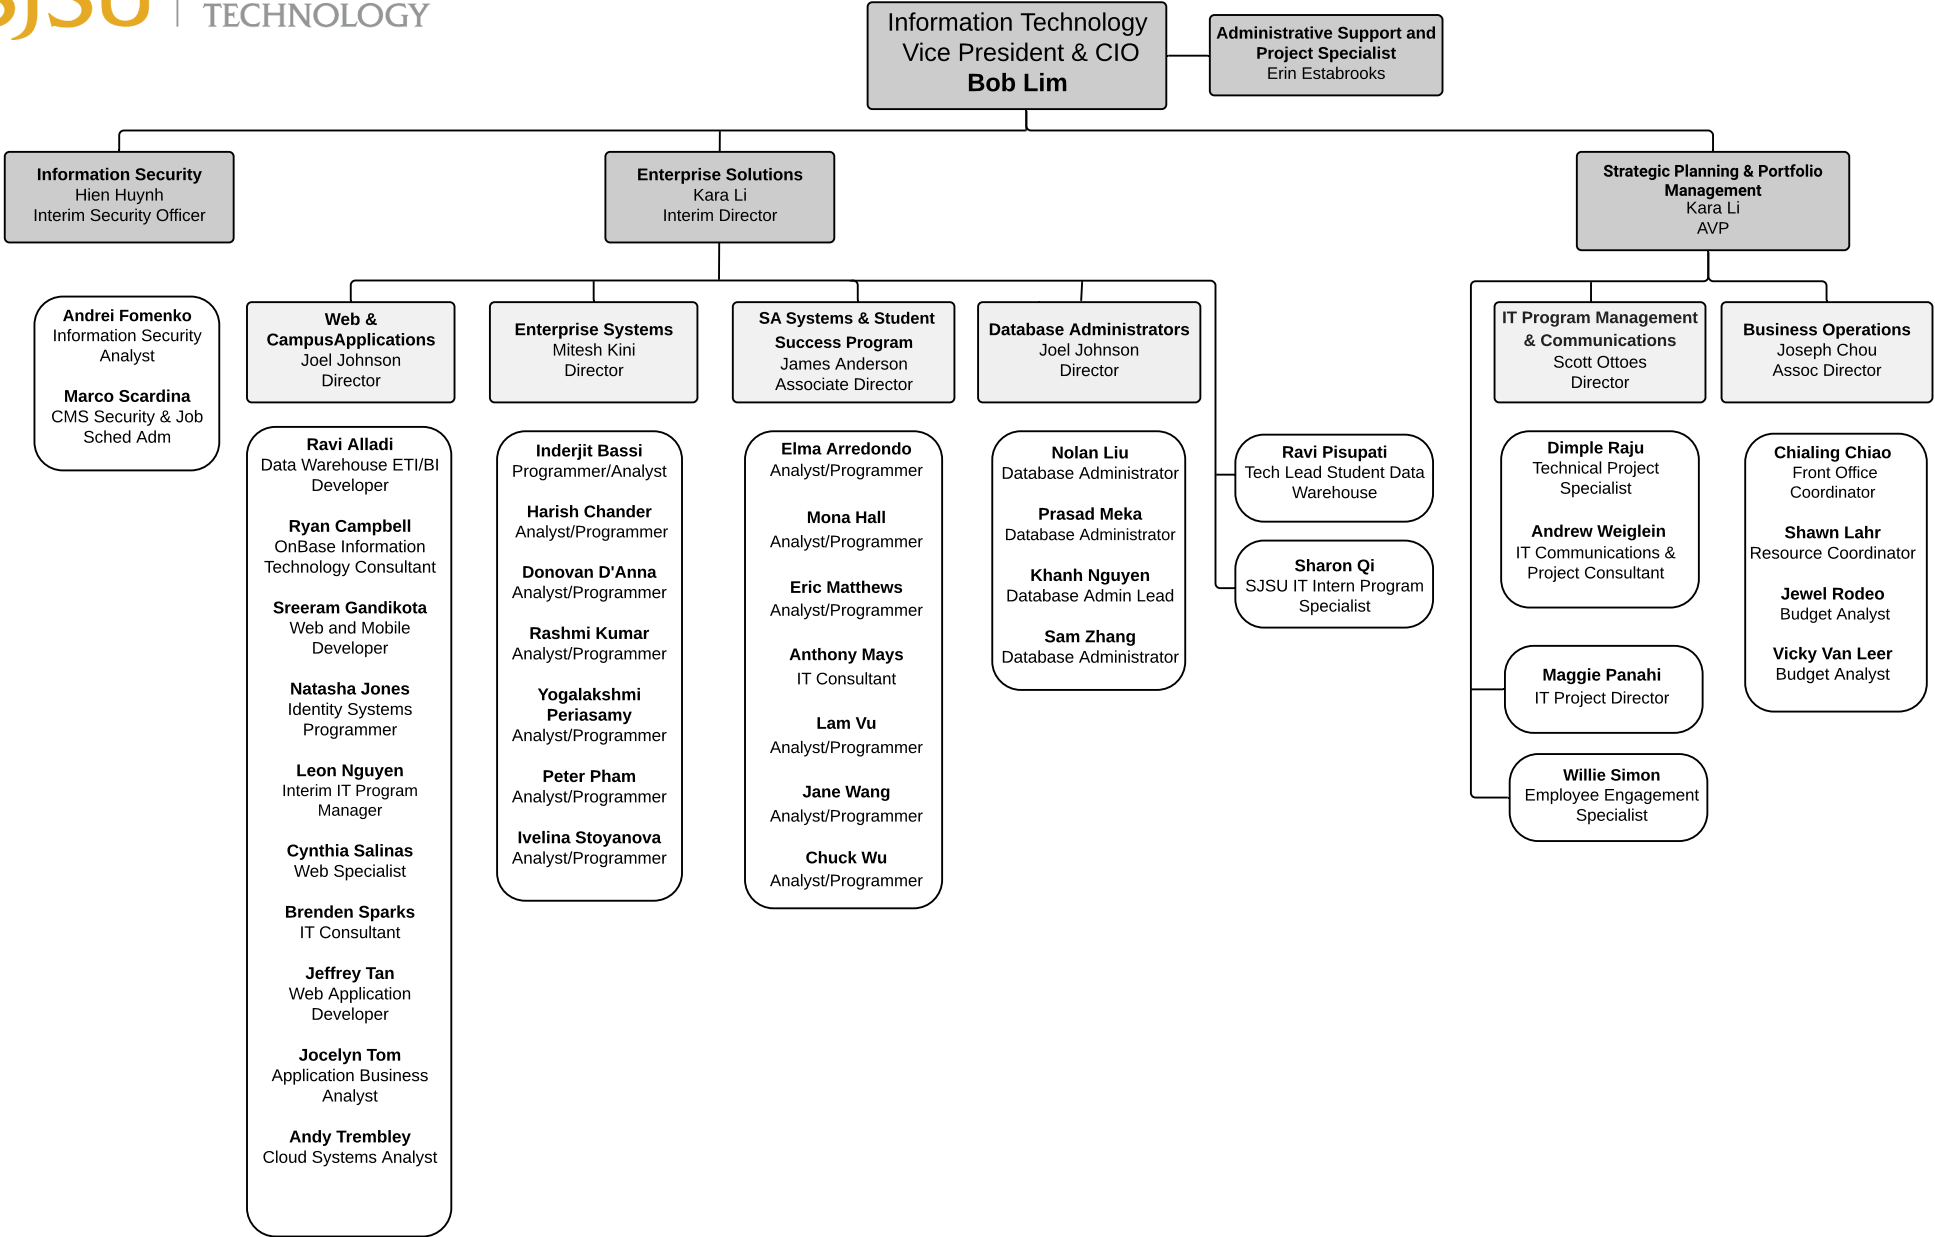 SJSU
TECHNOLOGY
Information Technology
Vice President & CIO
Bob Lim
Administrative Support and
Project Specialist
Erin Estabrooks
Information Security
Hien Huynh
Interim Security Officer
Enterprise Solutions
Kara Li
Interim Director
Strategic Planning & Portfolio
Management
Kara Li
AVP
Andrei Fomenko
Information Security
Analyst
Marco Scardina
CMS Security & Job
Sched Adm
Web &
CampusApplications
Joel Johnson
Director
Ravi Alladi
Data Warehouse ETI/BI
Developer
Ryan Campbell
OnBase Information
Technology Consultant
Sreeram Gandikota
Web and Mobile
Developer
Natasha Jones
Identity Systems
Programmer
Leon Nguyen
Interim IT Program
Manager
Cynthia Salinas
Web Specialist
Brenden Sparks
IT Consultant
Jeffrey Tan
Web Application
Developer
Jocelyn Tom
Application Business
Analyst
Andy Trembley
Cloud Systems Analyst
Enterprise Systems
Mitesh Kini
Director
Inderjit Bassi
Programmer/Analyst
Harish Chander
Analyst/Programmer
Donovan D'Anna
Analyst/Programmer
Rashmi Kumar
Analyst/Programmer
Yogalakshmi
Periasamy
Analyst/Programmer
Peter Pham
Analyst/Programmer
Ivelina Stoyanova
Analyst/Programmer
SA Systems & Student
Success Program
James Anderson
Associate Director
Elma Arredondo
Analyst/Programmer
Mona Hall
Analyst/Programmer
Eric Matthews
Analyst/Programmer
Anthony Mays
IT Consultant
Lam Vu
Analyst/Programmer
Jane Wang
Analyst/Programmer
Chuck Wu
Analyst/Programmer
Database Administrators
Joel Johnson
Director
Nolan Liu
Database Administrator
Prasad Meka
Database Administrator
Khanh Nguyen
Database Admin Lead
Sam Zhang
Database Administrator
Ravi Pisupati
Tech Lead Student Data
Warehouse
Sharon Qi
SJSU IT Intern Program
Specialist
IT Program Management
& Communications
Scott Ottoes
Director
Dimple Raju
Technical Project
Specialist
Andrew Weiglein
IT Communications &
Project Consultant
Maggie Panahi
IT Project Director
Willie Simon
Employee Engagement
Specialist
Business Operations
Joseph Chou
Assoc Director
Chialing Chiao
Front Office
Coordinator
Shawn Lahr
Resource Coordinator
Jewel Rodeo
Budget Analyst
Vicky Van Leer
Budget Analyst